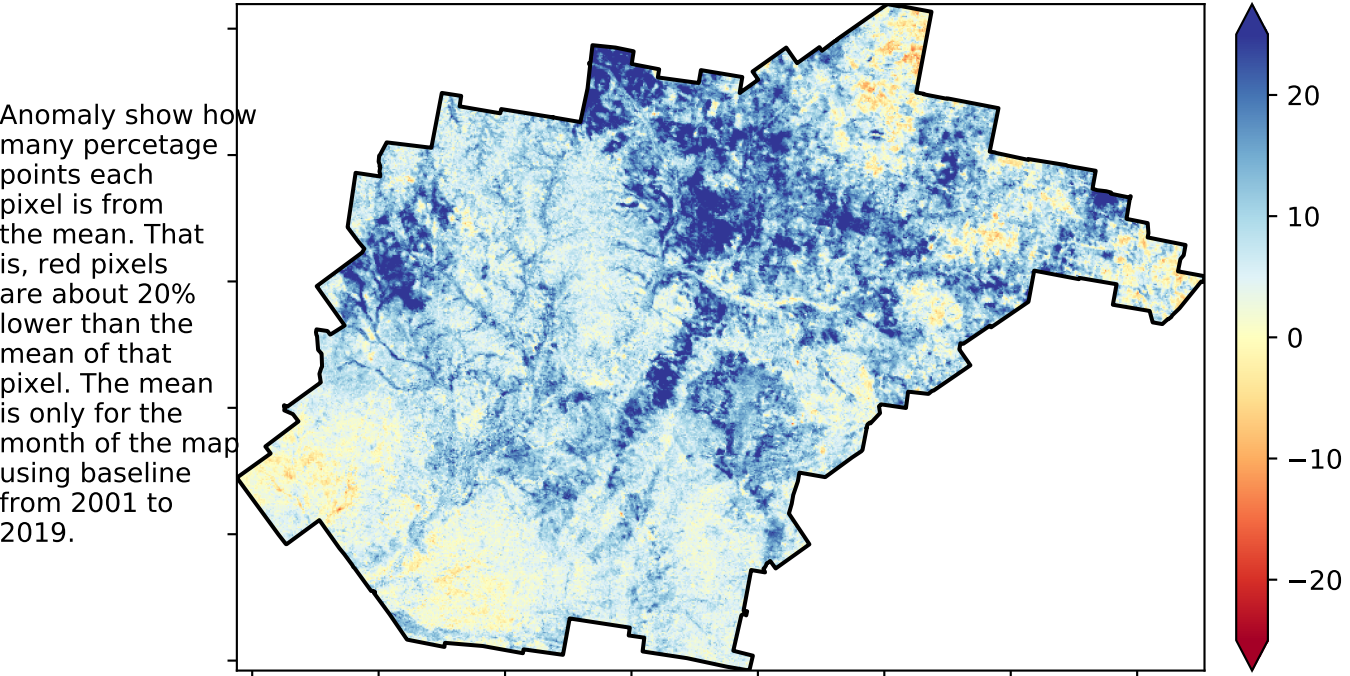 Anomaly show how
many percetage
points each
pixel is from
the mean. That
is, red pixels
are about 20%
lower than the
mean of that
pixel. The mean
is only for the
month of the map
using baseline
from 2001 to
2019.
20
10
0
−10
−20